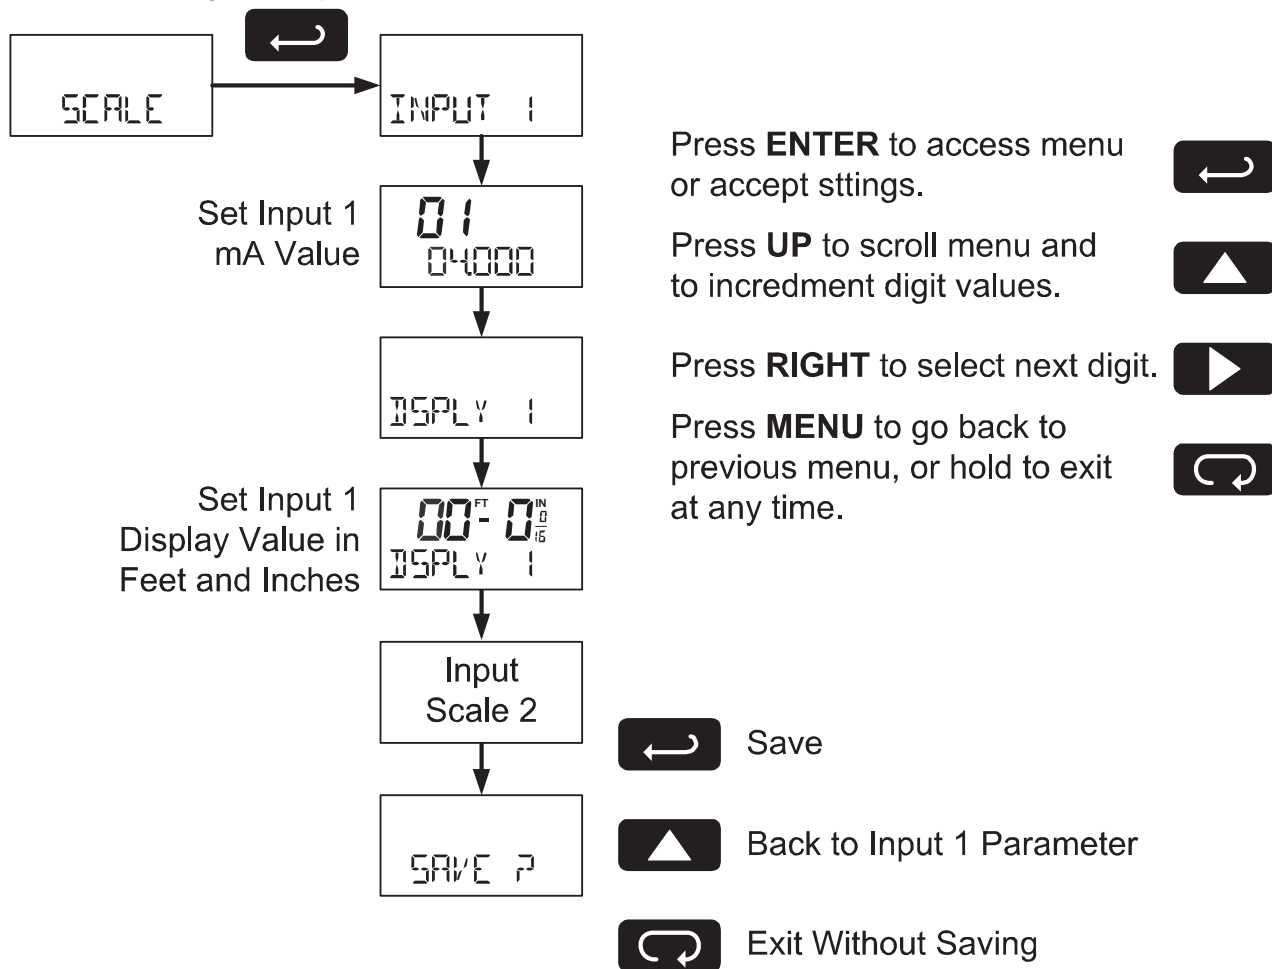 SCALE
INPUT 1
Set Input 1
mA Value
01
04.000
DSPLY 1
Set Input 1
Display Value in
Feet and Inches
00 FT - 0 IN 0/16
DSPLY 1
Input
Scale 2
SAVE ?
Press ENTER to access menu
or accept sttings.
Press UP to scroll menu and
to incredment digit values.
Press RIGHT to select next digit.
Press MENU to go back to
previous menu, or hold to exit
at any time.
Save
Back to Input 1 Parameter
Exit Without Saving